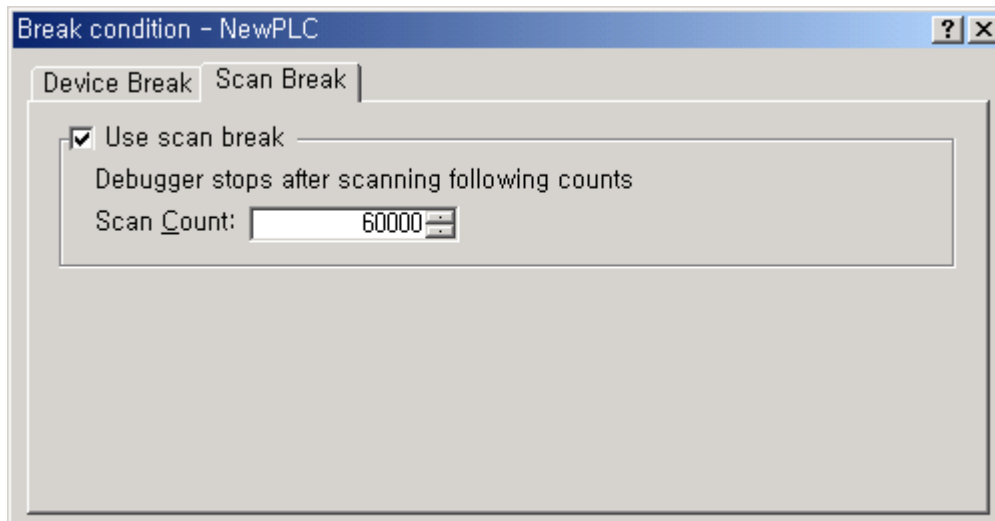 Break condition - NewPLC
Device Break Scan Break
Use scan break
Debugger stops after scanning following counts
Scan Count: 60000